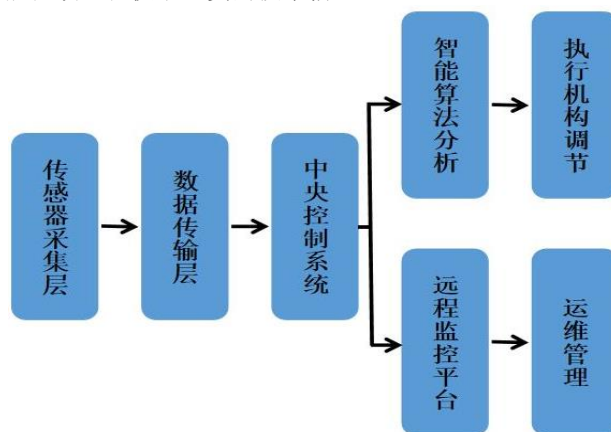 传感器采集层
数据传输层
中央控制系统
智能算法分析
执行机构调节
远程监控平台
运维管理